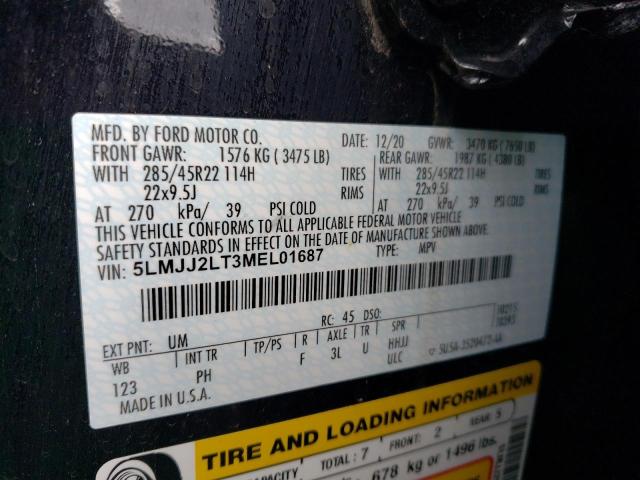 MFD. BY FORD MOTOR CO. DATE: 12/20 GVWR: 3470 KG ( 7650 LB)
FRONT GAWR: 1576 KG ( 3475 LB) REAR GAWR: 1987 KG ( 4380 LB)
WITH 285/45R22 114H TIRES WITH 285/45R22 114H TIRES
22x9.5J RIMS 22x9.5J RIMS
AT 270 kPa/ 39 PSI COLD AT 270 kPa/ 39 PSI COLD
THIS VEHICLE CONFORMS TO ALL APPLICABLE FEDERAL MOTOR VEHICLE
SAFETY STANDARDS IN EFFECT ON THE DATE OF MANUFACTURE SHOWN ABOVE.
VIN: 5LMJJ2LT3MEL01687 TYPE: MPV
EXT PNT: UM RC: 45 DSO:
WB INT TR TP/PS R AXLE TR SPR
123 PH F 3L U HHJJ
ULC
MADE IN U.S.A.
TIRE AND LOADING INFORMATION
CAPACITY TOTAL: 7 FRONT: 2 REAR: 5
678 kg or 1496 lbs.